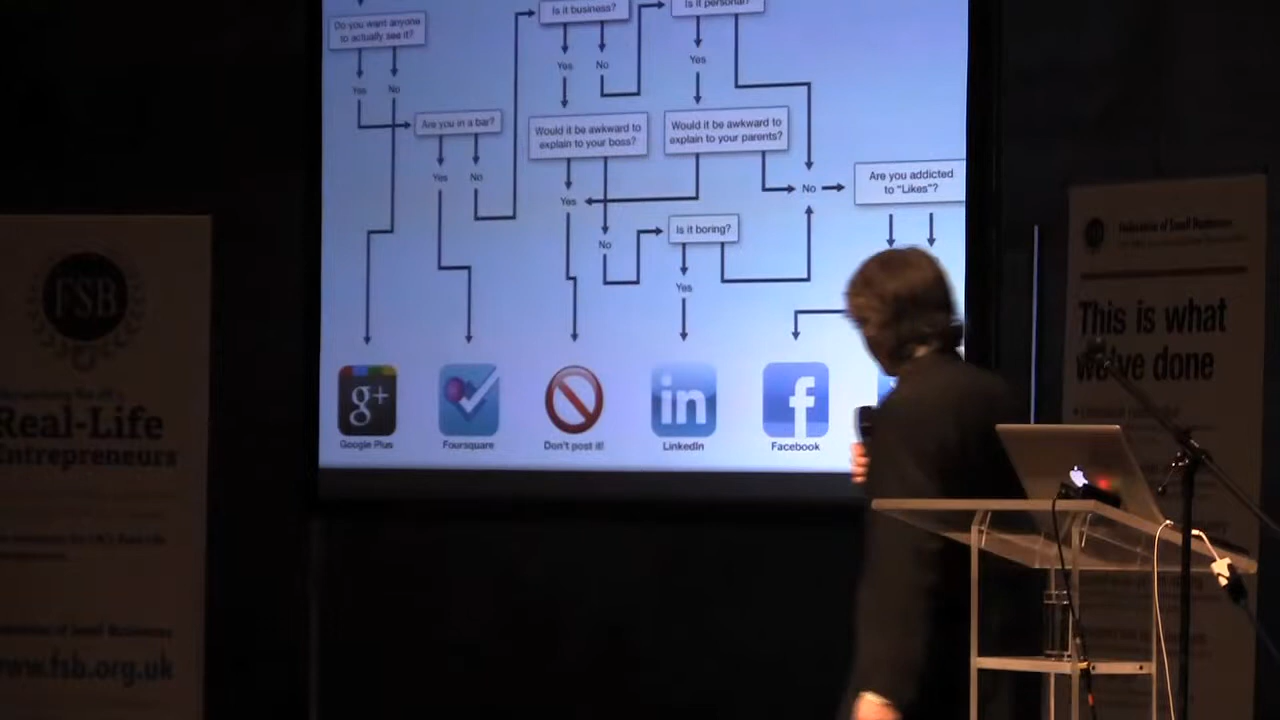 Is it business?
Is it personal?
Do you want anyone
to actually see it?
Yes
No
Yes
No
Yes
Are you in a bar?
Would it be awkward to
explain to your boss?
Would it be awkward to
explain to your parents?
Yes
No
Are you addicted
to "Likes"?
No
Yes
Is it boring?
No
Yes
g+
in
f
Google Plus
Foursquare
Don't post it!
LinkedIn
Facebook
FSB
Real-Life
Entrepreneurs
www.fsb.org.uk
Federation of Small Businesses
This is what
we've done